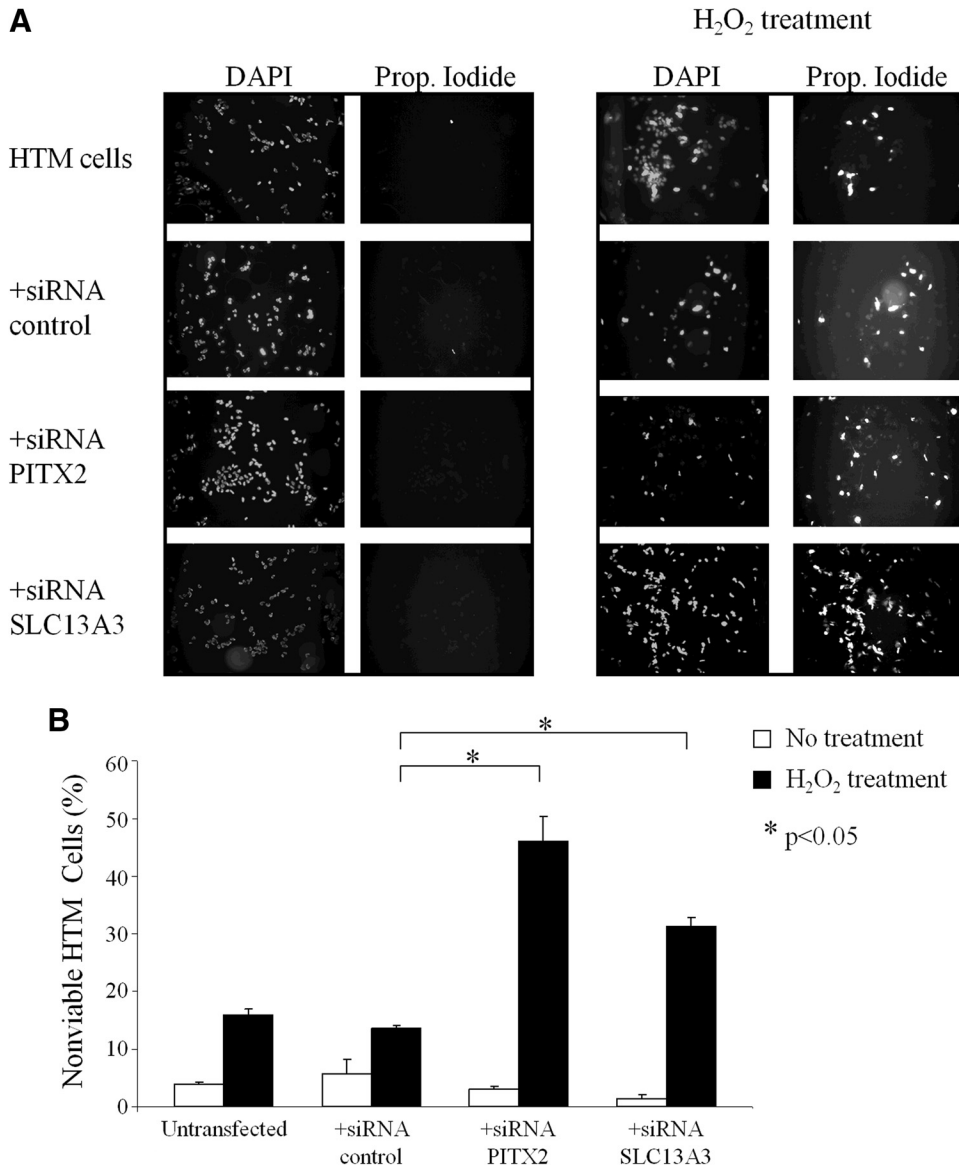 A
H₂O₂ treatment
DAPI Prop. Iodide DAPI Prop. Iodide
HTM cells
+siRNA
control
+siRNA
PITX2
+siRNA
SLC13A3
B
* *
No treatment
H₂O₂ treatment
* p<0.05
Nonviable HTM Cells (%)
60
50
40
30
20
10
0
Untransfected +siRNA +siRNA +siRNA
control PITX2 SLC13A3